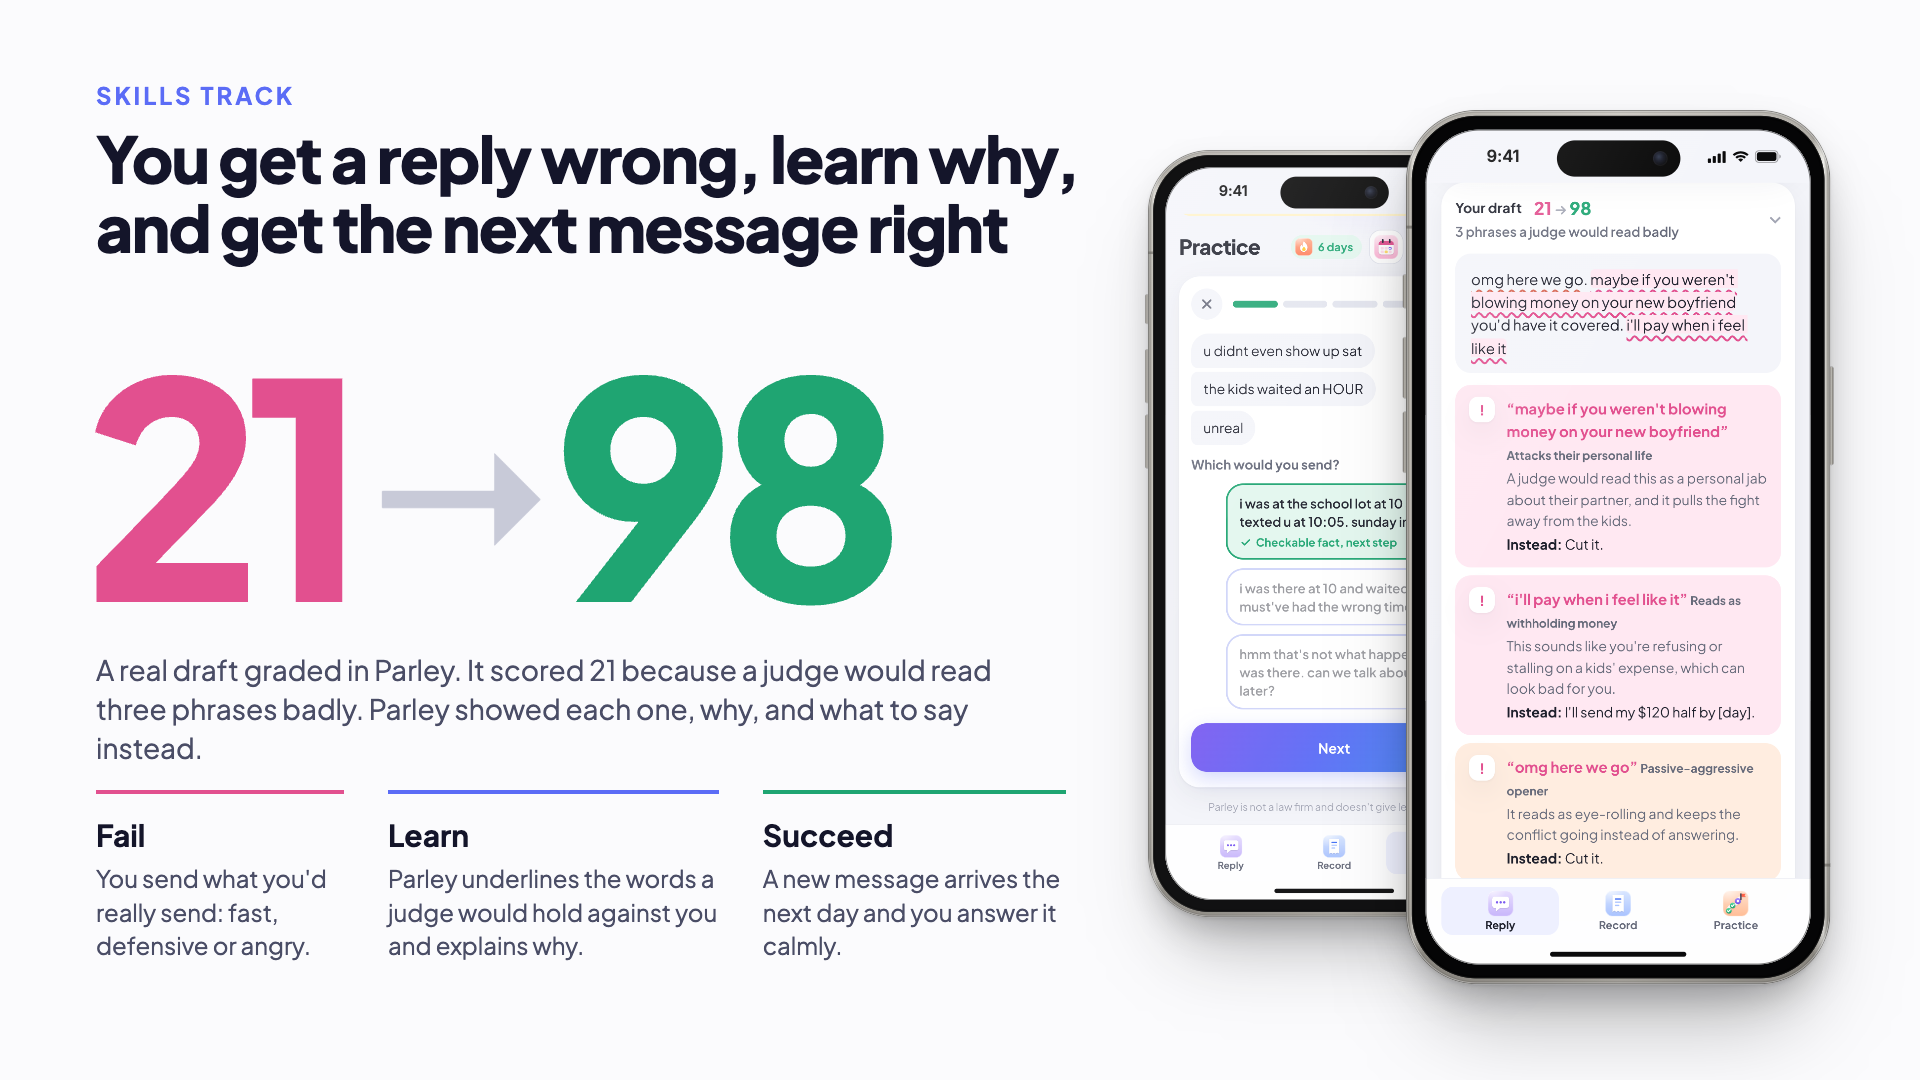 SKILLS TRACK
You get a reply wrong, learn why,
and get the next message right
21 → 98
A real draft graded in Parley. It scored 21 because a judge would read
three phrases badly. Parley showed each one, why, and what to say
instead.
Fail
You send what you'd
really send: fast,
defensive or angry.
Learn
Parley underlines the words a
judge would hold against you
and explains why.
Succeed
A new message arrives the
next day and you answer it
calmly.
9:41
Practice
6 days
u didnt even show up sat
the kids waited an HOUR
unreal
Which would you send?
i was at the school lot at 10
texted u at 10:05. sunday
Checkable fact, next step
i was there at 10 and waited
must've had the wrong
hmm that's not what
was there. can we talk
later?
Next
Parley is not a law firm and doesn't give
Reply
Record
9:41
Your draft 21 → 98
3 phrases a judge would read badly
omg here we go. maybe if you weren't
blowing money on your new boyfriend
you'd have it covered. i'll pay when i feel
like it
!
“maybe if you weren't blowing
money on your new boyfriend”
Attacks their personal life
A judge would read this as a personal jab
about their partner, and it pulls the fight
away from the kids.
Instead: Cut it.
!
“i'll pay when i feel like it” Reads as
withholding money
This sounds like you're refusing or
stalling on a kids' expense, which can
look bad for you.
Instead: I'll send my $120 half by [day].
!
“omg here we go” Passive-aggressive
opener
It reads as eye-rolling and keeps the
conflict going instead of answering.
Instead: Cut it.
Reply
Record
Practice